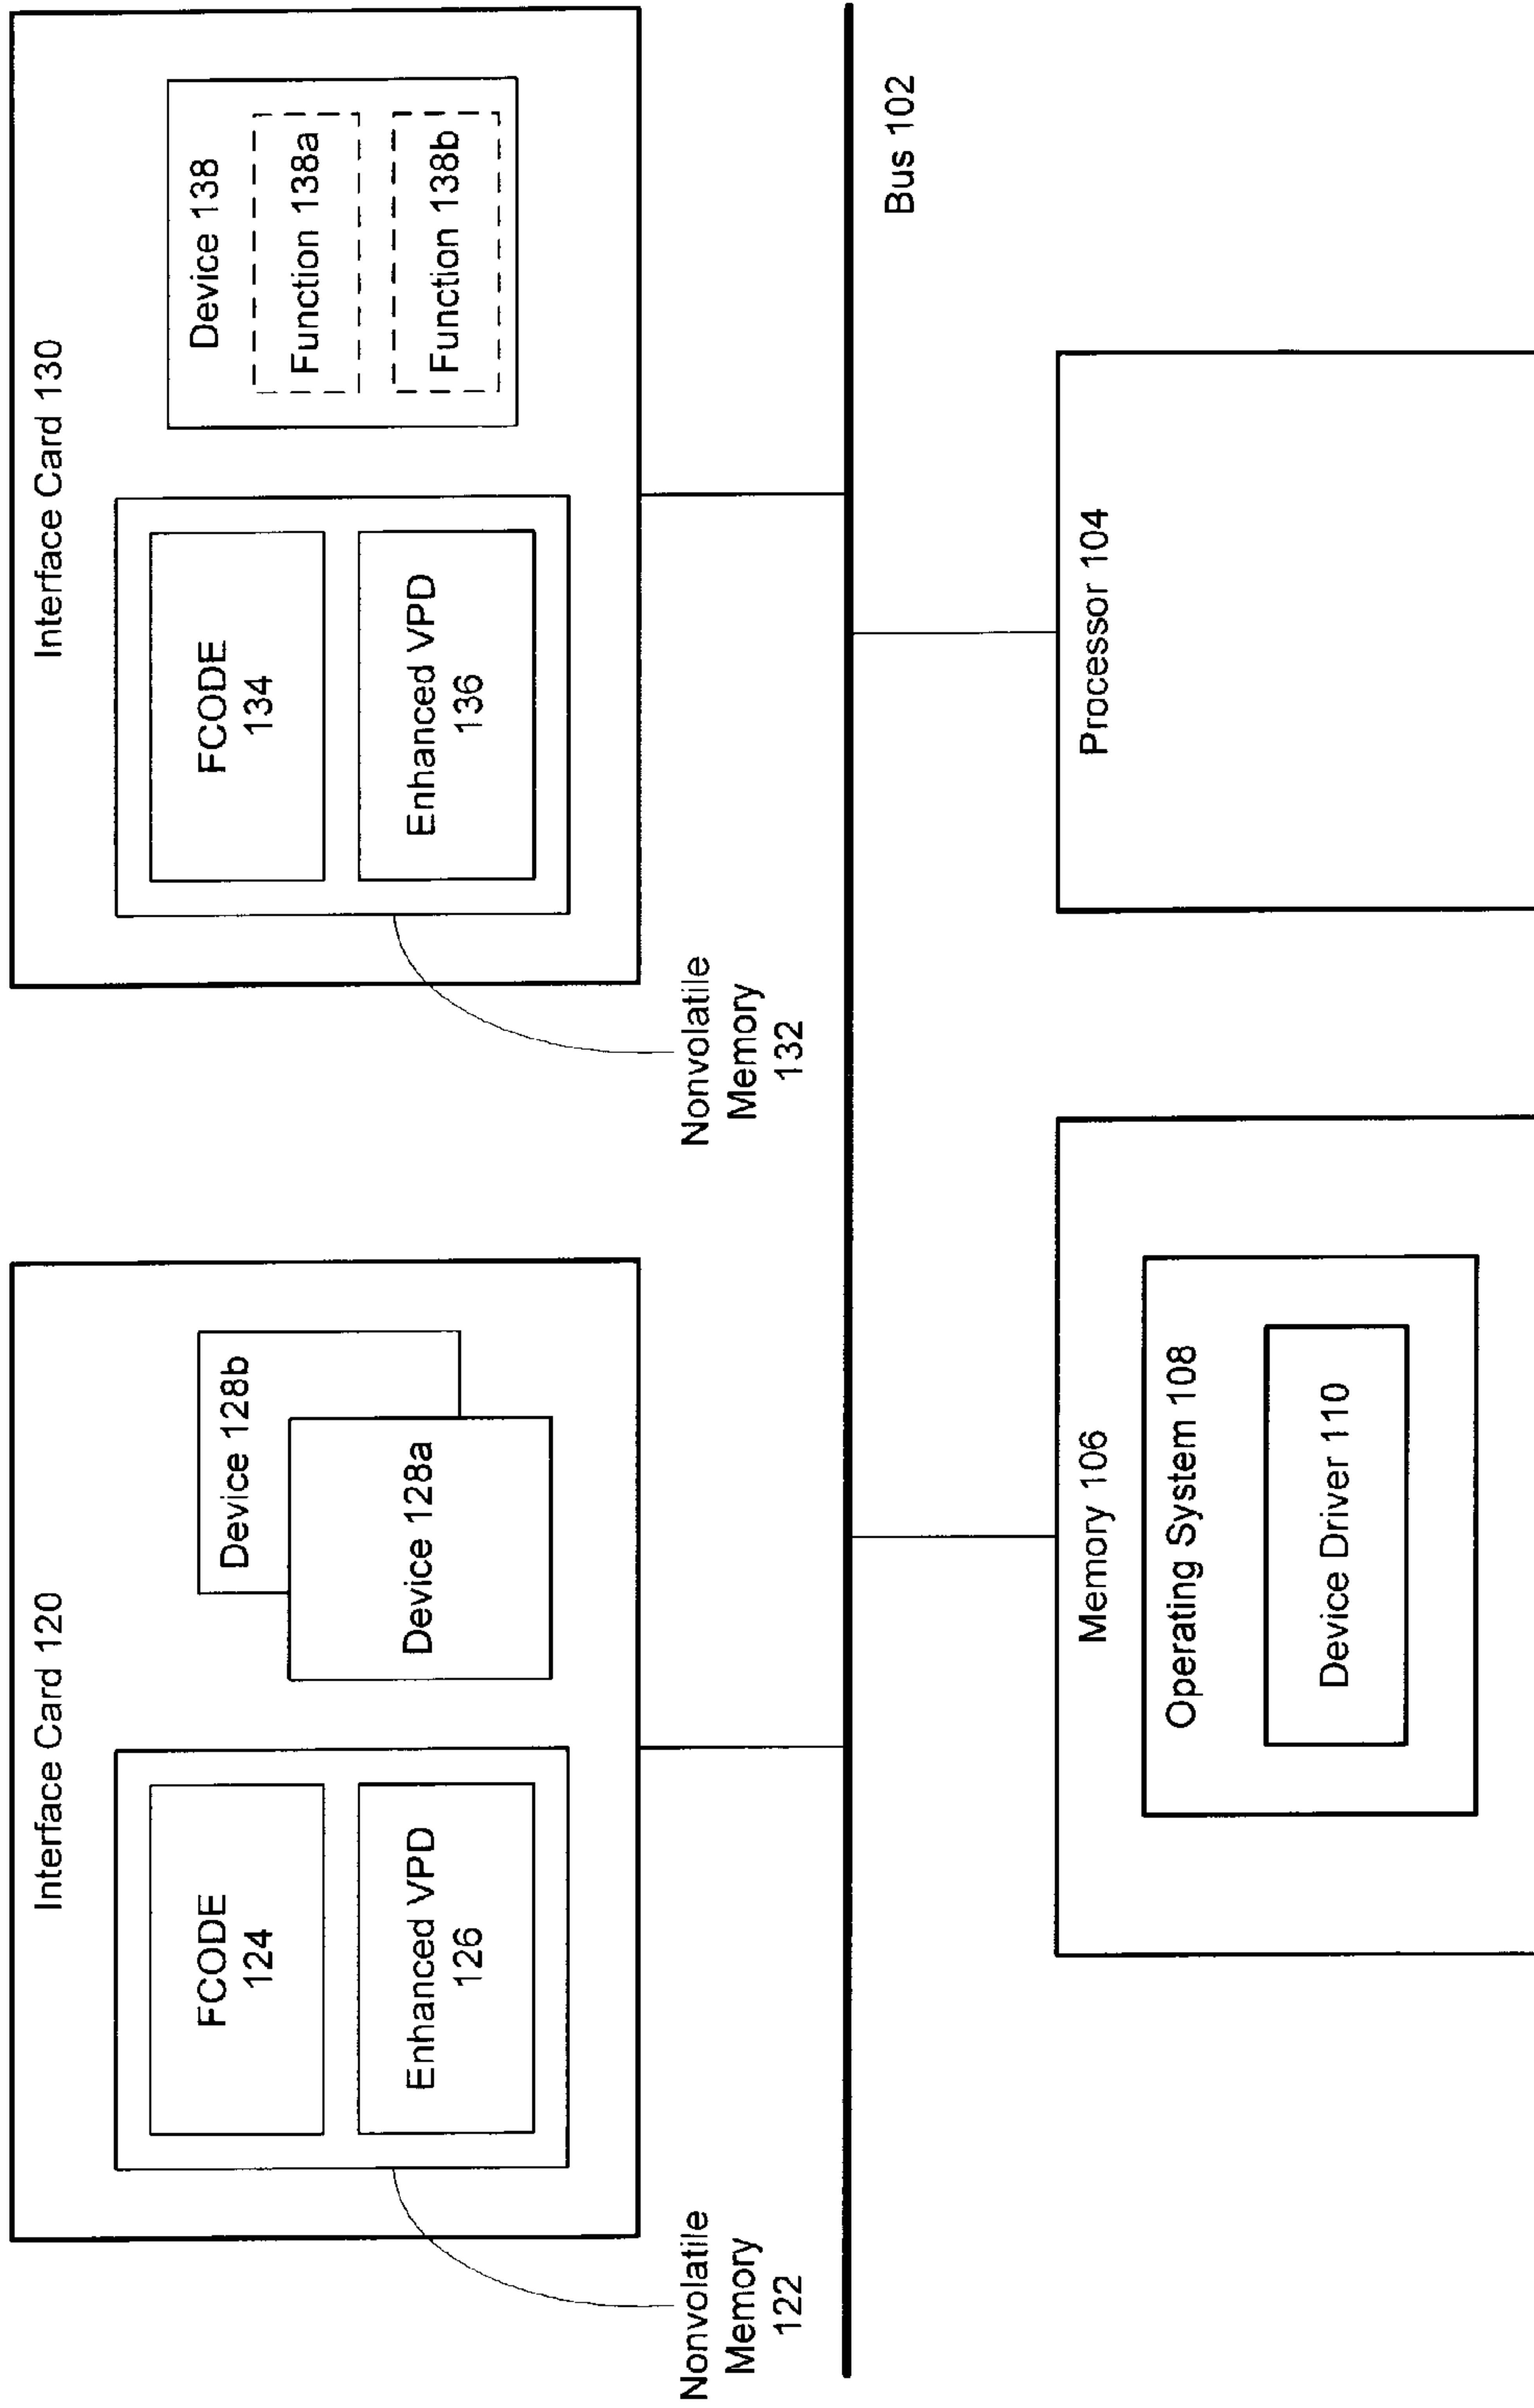 Interface Card 120
FCODE
124
Enhanced VPD
126
Device 128b
Device 128a
Nonvolatile
Memory
122
Interface Card 130
FCODE
134
Enhanced VPD
136
Device 138
Function 138a
Function 138b
Nonvolatile
Memory
132
Bus 102
Memory 106
Operating System 108
Device Driver 110
Processor 104